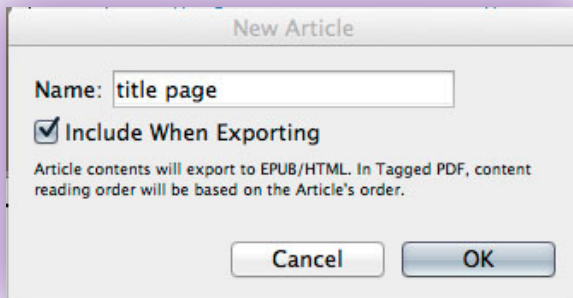 New Article
Name: title page
Include When Exporting
Article contents will export to EPUB/HTML. In Tagged PDF, content
reading order will be based on the Article's order.
Cancel OK